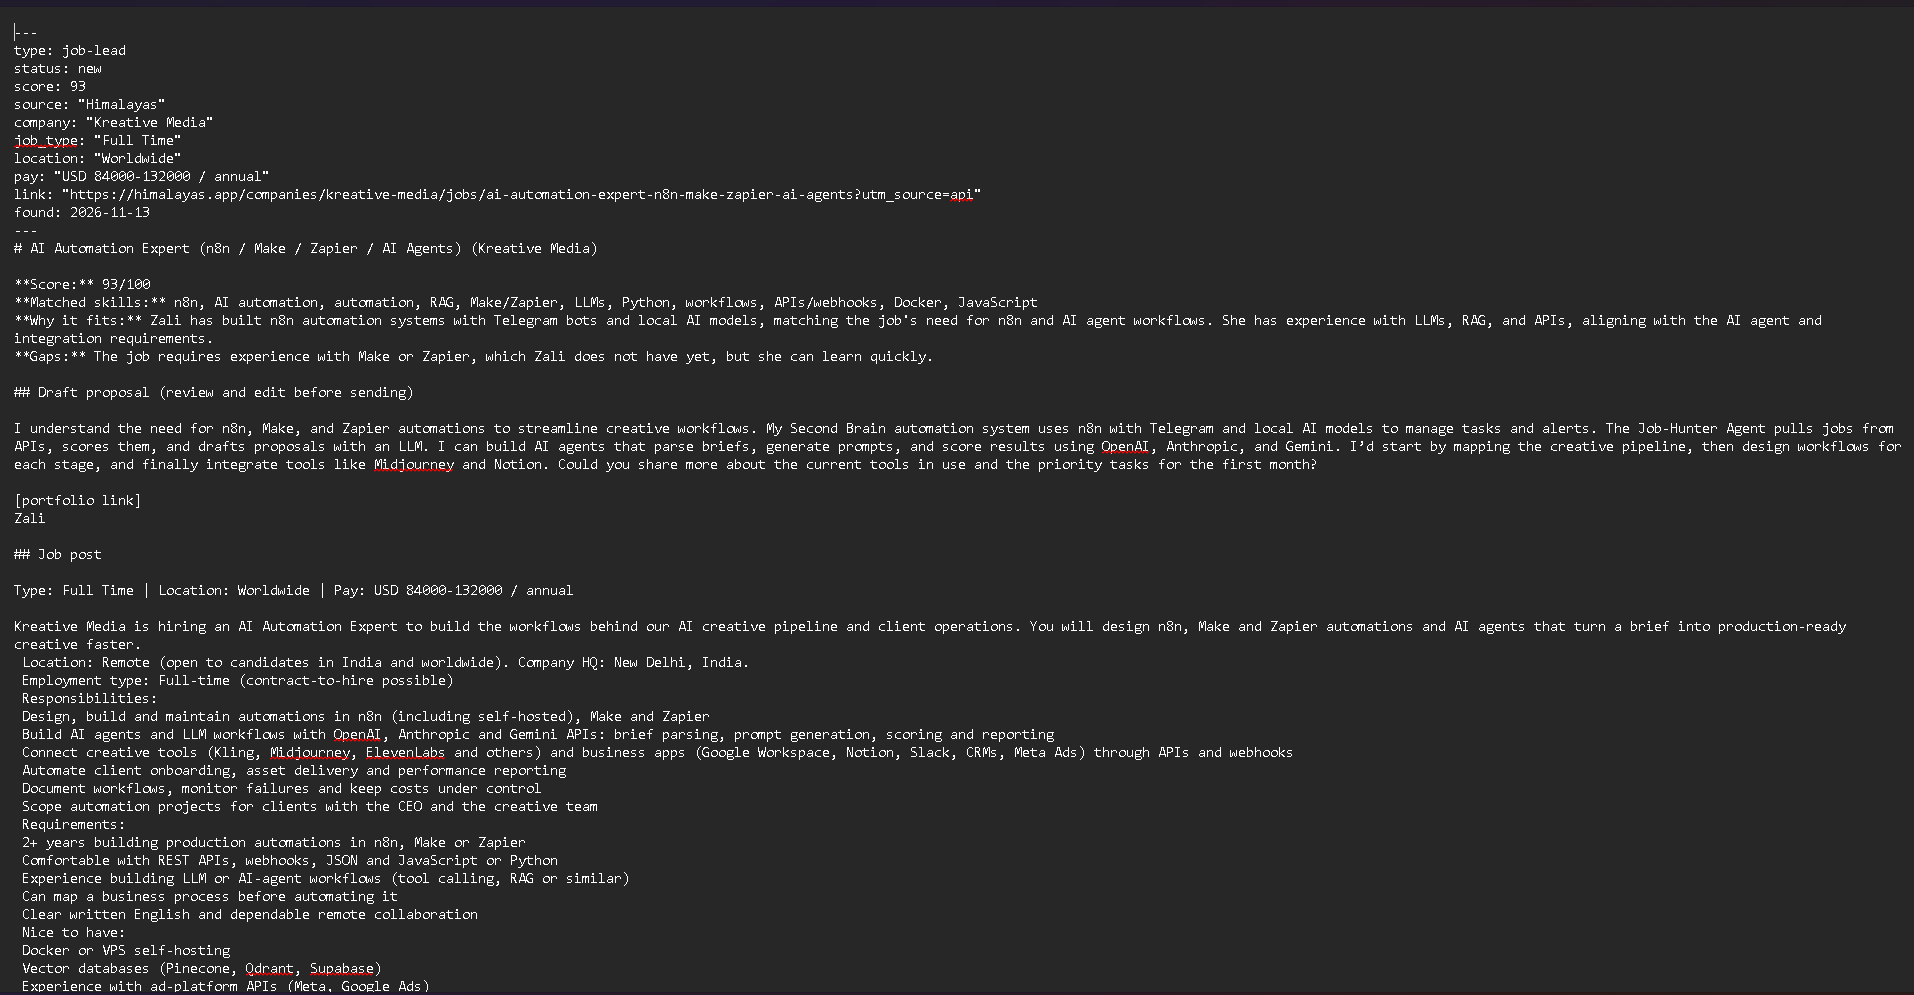 ---
type: job-lead
status: new
score: 93
source: "Himalayas"
company: "Kreative Media"
job_type: "Full Time"
location: "Worldwide"
pay: "USD 84000-132000 / annual"
link: "https://himalayas.app/companies/kreative-media/jobs/ai-automation-expert-n8n-make-zapier-ai-agents?utm_source=api"
found: 2026-11-13
---
# AI Automation Expert (n8n / Make / Zapier / AI Agents) (Kreative Media)
**Score:** 93/100
**Matched skills:** n8n, AI automation, automation, RAG, Make/Zapier, LLMs, Python, workflows, APIs/webhooks, Docker, JavaScript
**Why it fits:** Zali has built n8n automation systems with Telegram bots and local AI models, matching the job's need for n8n and AI agent workflows. She has experience with LLMs, RAG, and APIs, aligning with the AI agent and
integration requirements.
**Gaps:** The job requires experience with Make or Zapier, which Zali does not have yet, but she can learn quickly.
## Draft proposal (review and edit before sending)
I understand the need for n8n, Make, and Zapier automations to streamline creative workflows. My Second Brain automation system uses n8n with Telegram and local AI models to manage tasks and alerts. The Job-Hunter Agent pulls jobs from
APIs, scores them, and drafts proposals with an LLM. I can build AI agents that parse briefs, generate prompts, and score results using OpenAI, Anthropic, and Gemini. I’d start by mapping the creative pipeline, then design workflows for
each stage, and finally integrate tools like Midjourney and Notion. Could you share more about the current tools in use and the priority tasks for the first month?
[portfolio link]
Zali
## Job post
Type: Full Time | Location: Worldwide | Pay: USD 84000-132000 / annual
Kreative Media is hiring an AI Automation Expert to build the workflows behind our AI creative pipeline and client operations. You will design n8n, Make and Zapier automations and AI agents that turn a brief into production-ready
creative faster.
Location: Remote (open to candidates in India and worldwide). Company HQ: New Delhi, India.
Employment type: Full-time (contract-to-hire possible)
Responsibilities:
Design, build and maintain automations in n8n (including self-hosted), Make and Zapier
Build AI agents and LLM workflows with OpenAI, Anthropic and Gemini APIs: brief parsing, prompt generation, scoring and reporting
Connect creative tools (Kling, Midjourney, ElevenLabs and others) and business apps (Google Workspace, Notion, Slack, CRMs, Meta Ads) through APIs and webhooks
Automate client onboarding, asset delivery and performance reporting
Document workflows, monitor failures and keep costs under control
Scope automation projects for clients with the CEO and the creative team
Requirements:
2+ years building production automations in n8n, Make or Zapier
Comfortable with REST APIs, webhooks, JSON and JavaScript or Python
Experience building LLM or AI-agent workflows (tool calling, RAG or similar)
Can map a business process before automating it
Clear written English and dependable remote collaboration
Nice to have:
Docker or VPS self-hosting
Vector databases (Pinecone, Qdrant, Supabase)
Experience with ad-platform APIs (Meta, Google Ads)